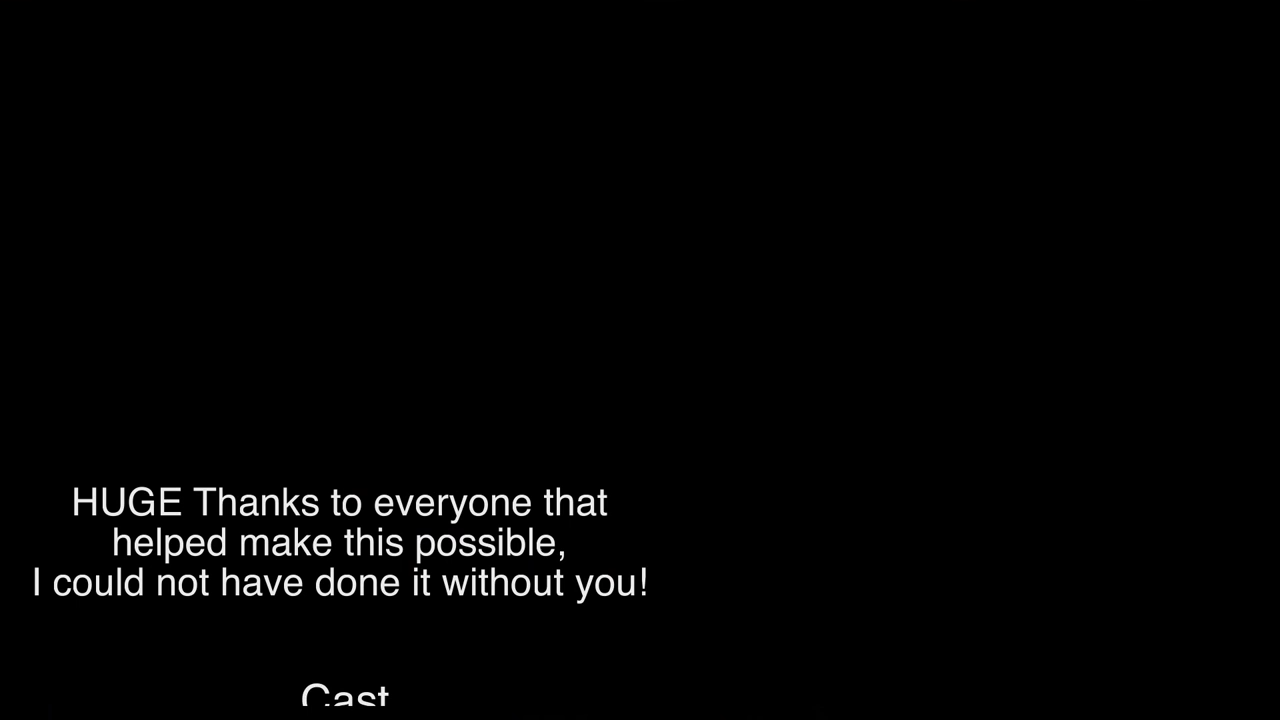 HUGE Thanks to everyone that
helped make this possible,
I could not have done it without you!
Cast